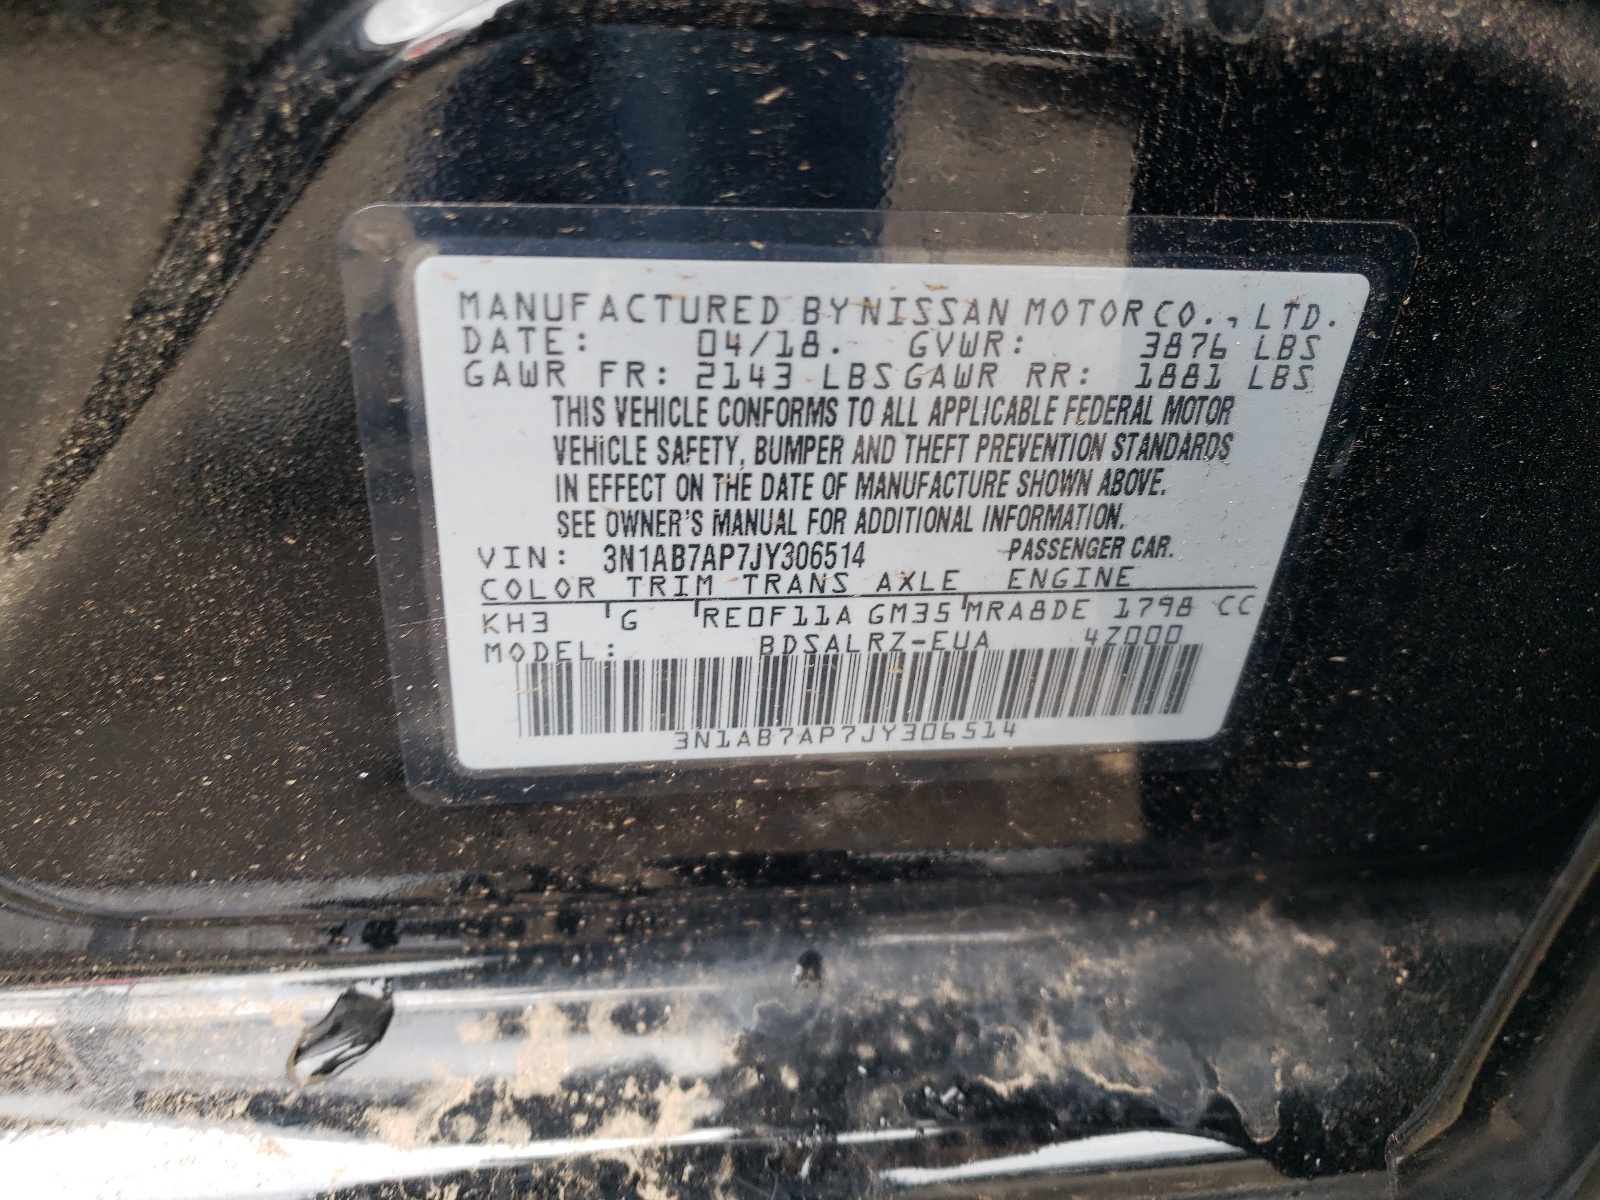 MANUFACTURED BY NISSAN MOTOR CO., LTD.
DATE: 04/18. GVWR: 3876 LBS
GAWR FR: 2143 LBS GAWR RR: 1881 LBS
THIS VEHICLE CONFORMS TO ALL APPLICABLE FEDERAL MOTOR
VEHICLE SAFETY, BUMPER AND THEFT PREVENTION STANDARDS
IN EFFECT ON THE DATE OF MANUFACTURE SHOWN ABOVE.
SEE OWNER'S MANUAL FOR ADDITIONAL INFORMATION.
VIN: 3N1AB7AP7JY306514 PASSENGER CAR.
COLOR TRIM TRANS AXLE ENGINE
KH3 G RE0F11A GM35 MRA8DE 1798 CC
MODEL: BDSALRZ-EUA 4Z000
3N1AB7AP7JY306514